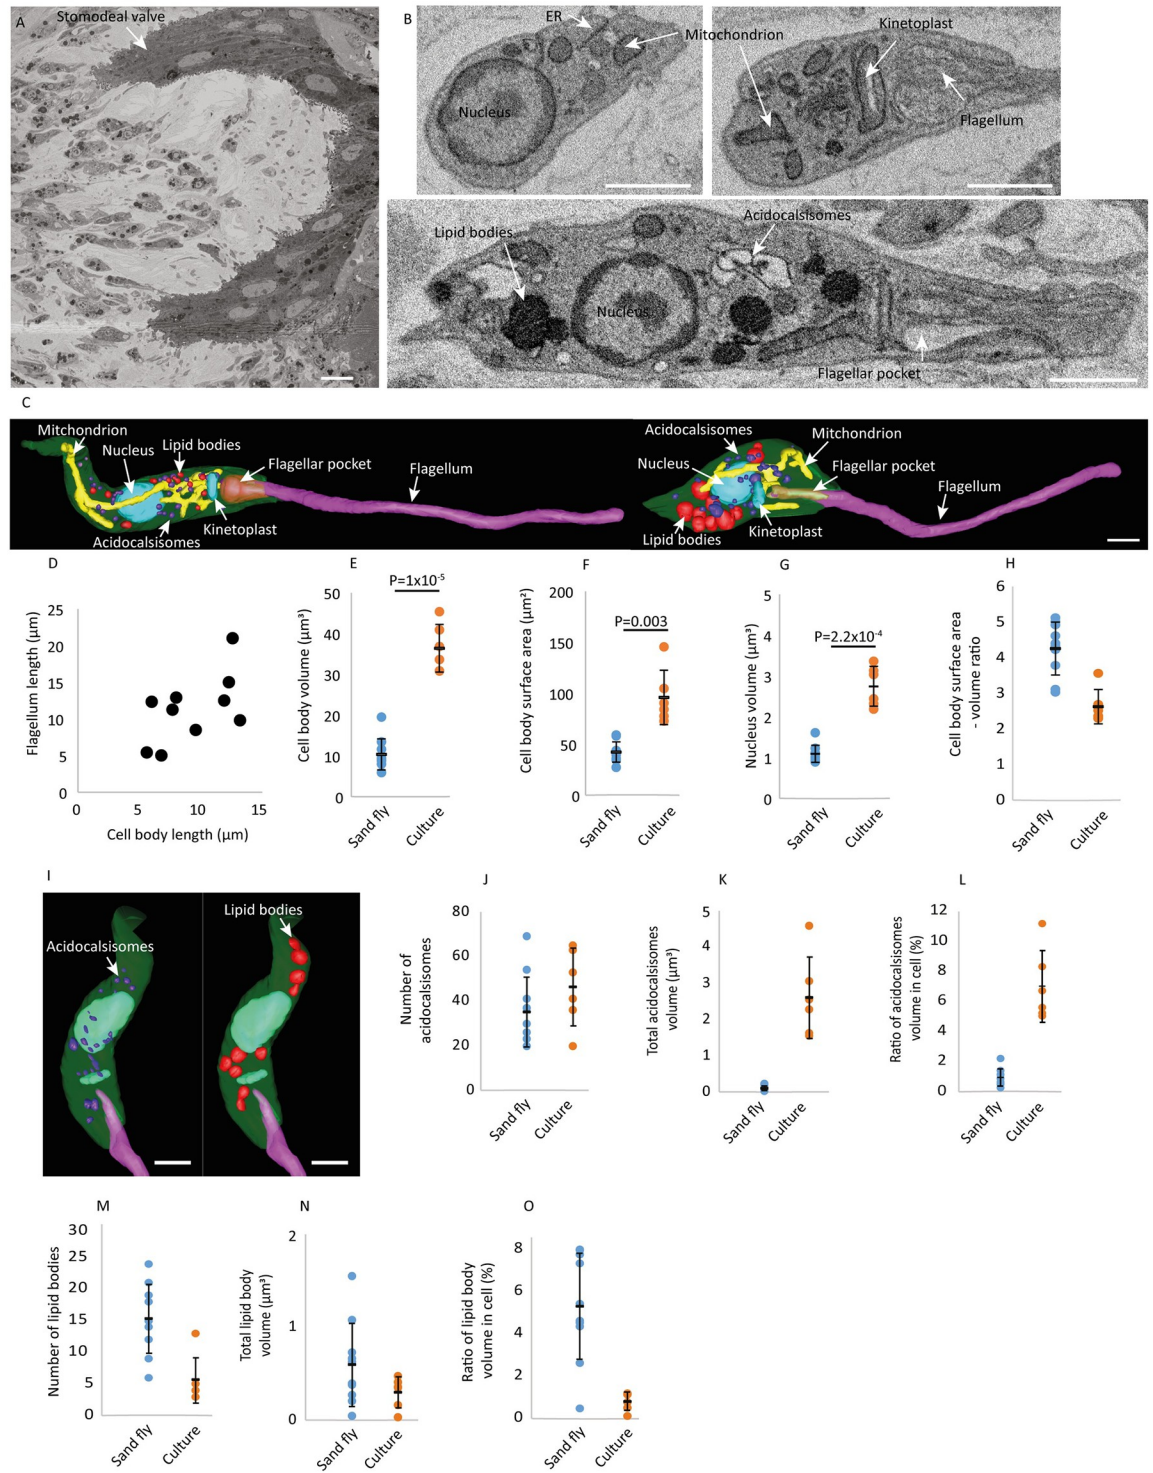 A
Stomodeal valve
B
ER
Mitochondrion
Nucleus
Kinetoplast
Flagellum
Lipid bodies
Acidocalsisomes
Nucleus
Flagellar pocket
C
Mitchondrion
Nucleus
Lipid bodies
Flagellar pocket
Flagellum
Kinetoplast
Acidocalsisomes
Acidocalsisomes
Mitchondrion
Nucleus
Flagellar pocket
Flagellum
Kinetoplast
Lipid bodies
D
Flagellum length (µm)
25
20
15
10
5
0
0 5 10 15
Cell body length (µm)
E
P=1x10⁻⁵
Cell body volume (µm³)
50
40
30
20
10
0
Sand fly
Culture
F
P=0.003
Cell body surface area (µm²)
200
150
100
50
0
Sand fly
Culture
G
P=2.2x10⁻⁴
Nucleus volume (µm³)
5
4
3
2
1
0
Sand fly
Culture
H
Cell body surface area
- volume ratio
6
5
4
3
2
1
0
Sand fly
Culture
I
Acidocalsisomes
Lipid bodies
J
Number of
acidocalsisomes
80
60
40
20
0
Sand fly
Culture
K
Total acidocalsisomes
volume (µm³)
5
4
3
2
1
0
Sand fly
Culture
L
Ratio of acidocalsisomes
volume in cell (%)
12
10
8
6
4
2
0
Sand fly
Culture
M
Number of lipid bodies
30
25
20
15
10
5
0
Sand fly
Culture
N
Total lipid body
volume (µm³)
2
1
0
Sand fly
Culture
O
Ratio of lipid body
volume in cell (%)
8
6
4
2
0
Sand fly
Culture